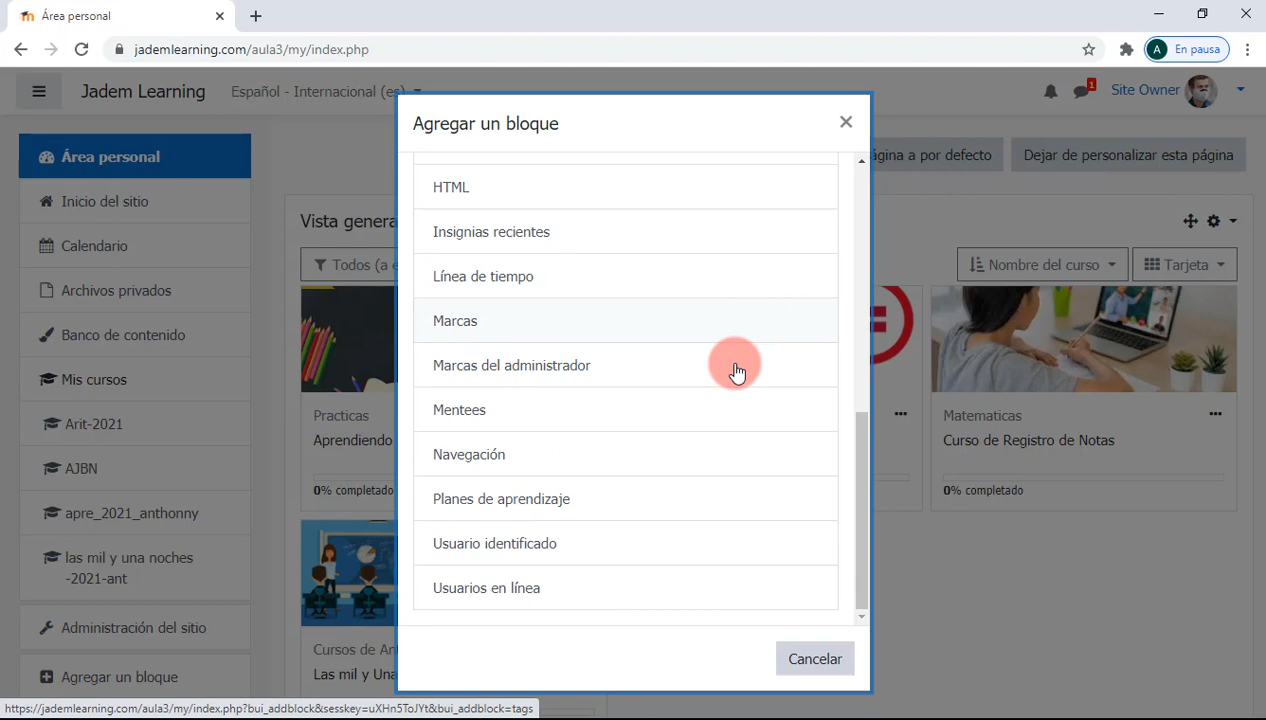 Área personal
jademlearning.com/aula3/my/index.php
A
En pausa
Jadem Learning
Español - Internacional (es)
1
Site Owner
Agregar un bloque
ágina a por defecto
Dejar de personalizar esta página
Área personal
Inicio del sitio
Calendario
Archivos privados
Banco de contenido
Mis cursos
Arit-2021
AJBN
apre_2021_anthonny
las mil y una noches
-2021-ant
Administración del sitio
Agregar un bloque
Vista genera
Todos (a e
Nombre del curso
Tarjeta
HTML
Insignias recientes
Línea de tiempo
Marcas
Marcas del administrador
Mentees
Navegación
Planes de aprendizaje
Usuario identificado
Usuarios en línea
Cancelar
Practicas
Aprendiendo
0% completado
Matematicas
Curso de Registro de Notas
0% completado
Cursos de An
Las mil y Una
https://jademlearning.com/aula3/my/index.php?bui_addblock&sesskey=uXHn5ToJYt&bui_addblock=tags